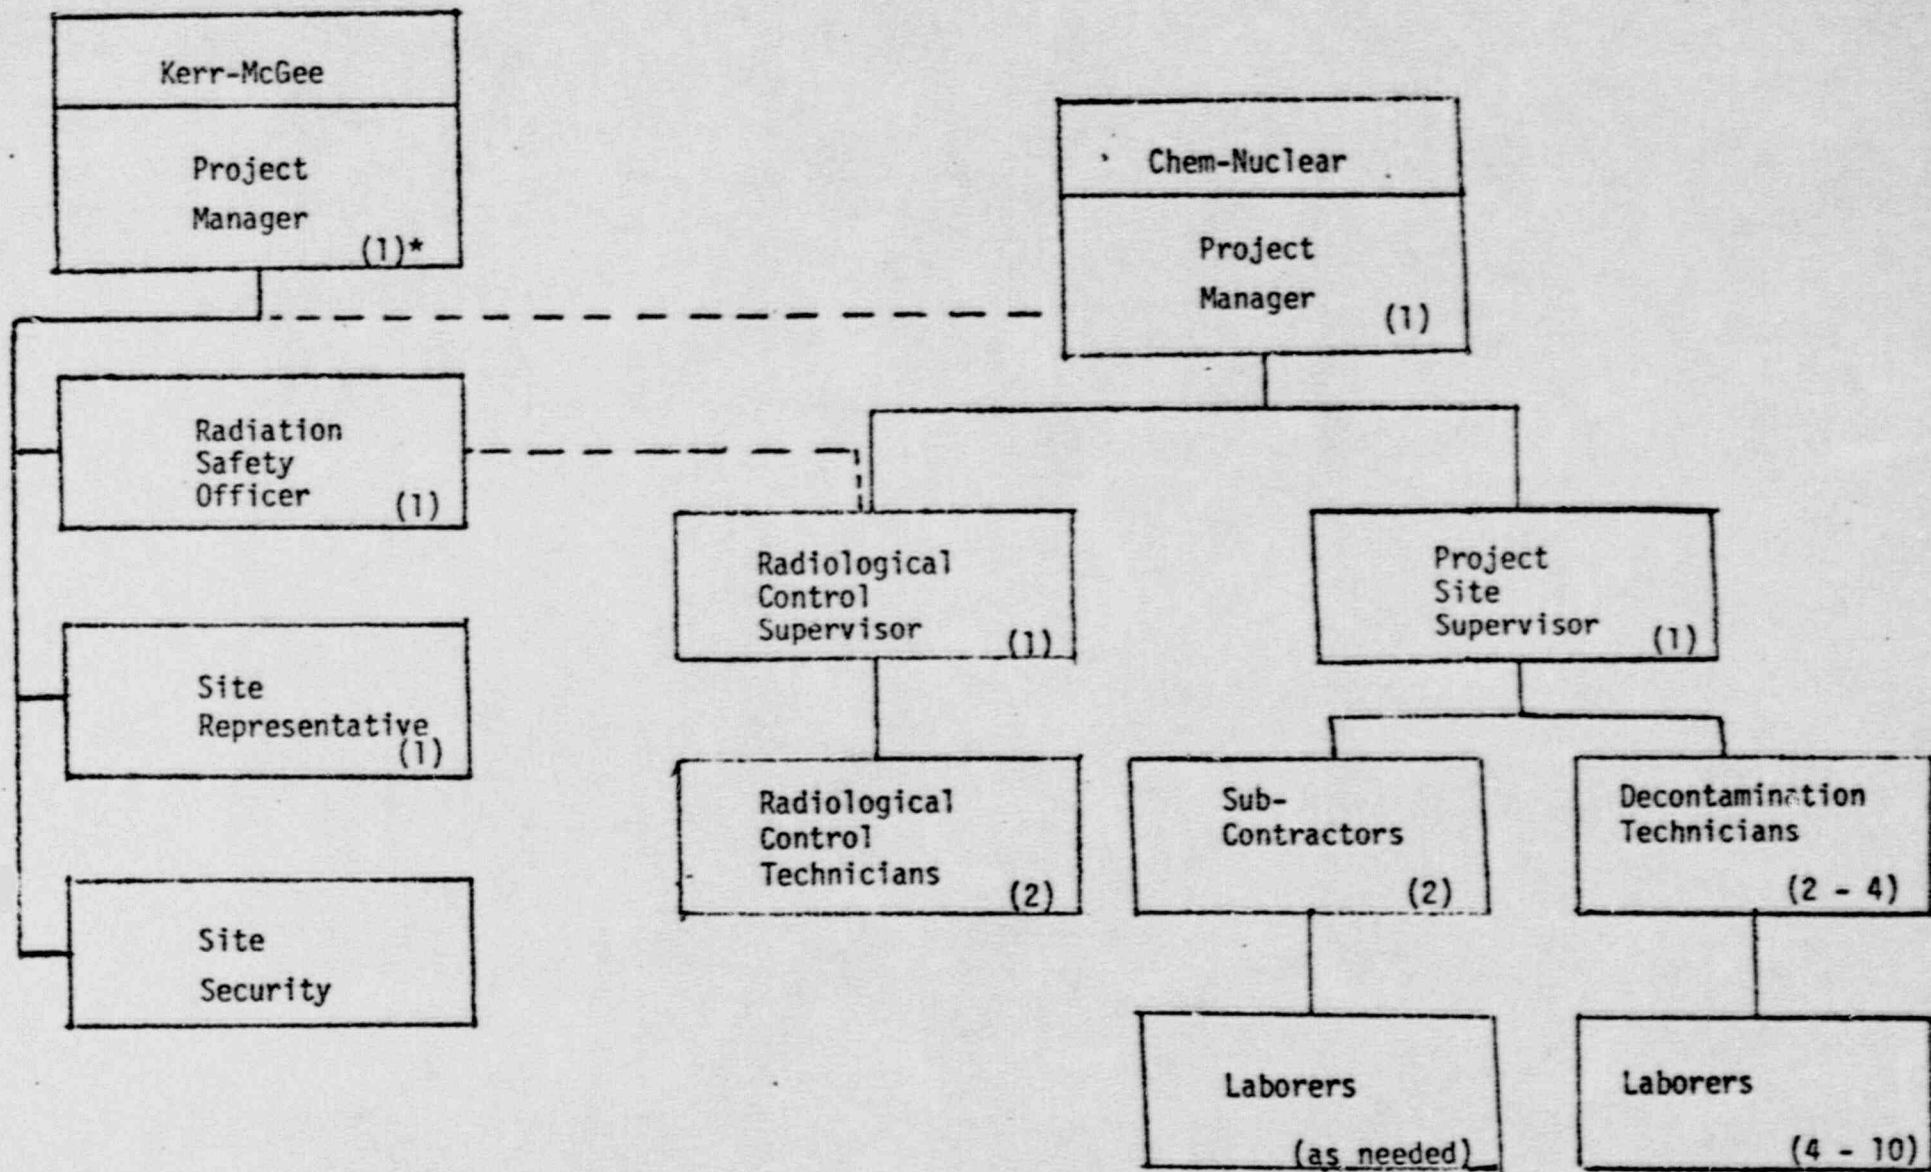 Kerr-McGee
Project
Manager
(1)*
Radiation
Safety
Officer (1)
Site
Representative
(1)
Site
Security
Chem-Nuclear
Project
Manager
(1)
Radiological
Control
Supervisor (1)
Project
Site
Supervisor (1)
Radiological
Control
Technicians
(2)
Sub-
Contractors
(2)
Decontamination
Technicians
(2 - 4)
Laborers
(as needed)
Laborers
(4 - 10)